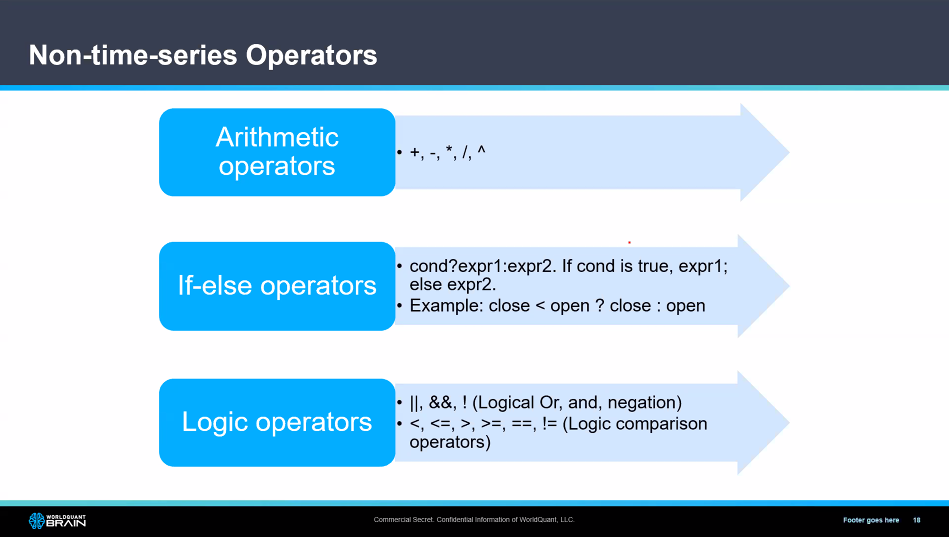 Non-time-series Operators
Arithmetic
operators
• +, -, *, /, ^
If-else operators
• cond?expr1:expr2. If cond is true, expr1;
else expr2.
• Example: close < open ? close : open
Logic operators
• ||, &&, ! (Logical Or, and, negation)
• <, <=, >, >=, ==, != (Logic comparison
operators)
WORLDQUANT
BRAIN
Commercial Secret. Confidential Information of WorldQuant, LLC.
Footer goes here 18